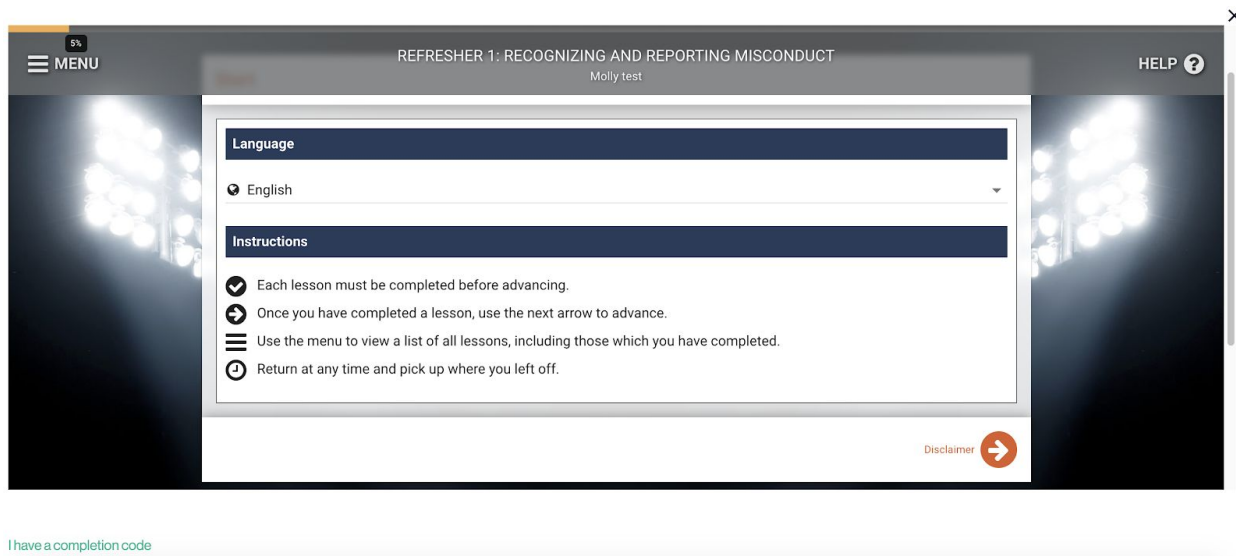 5%
MENU
REFRESHER 1: RECOGNIZING AND REPORTING MISCONDUCT
Molly test
HELP
Language
English
Instructions
Each lesson must be completed before advancing.
Once you have completed a lesson, use the next arrow to advance.
Use the menu to view a list of all lessons, including those which you have completed.
Return at any time and pick up where you left off.
Disclaimer
I have a completion code